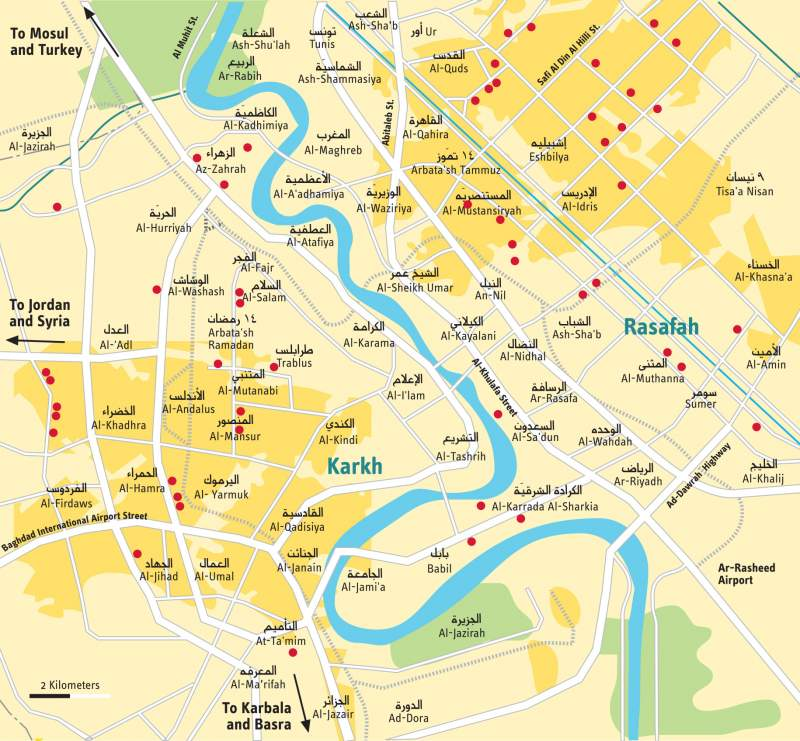 To Mosul
and Turkey
Al Muhit St.
الشعلة
Ash-Shu'lah
الربيع
Ar-Rabih
تونس
Tunis
الشعب
Ash-Sha'b
أور Ur
الشماسية
Ash-Shammasiya
القدس
Al-Quds
Safi Al Din Al Hilli St.
Abitaleb St.
الجزيرة
Al-Jazirah
الكاظمية
Al-Kadhimiya
المغرب
Al-Maghreb
القاهرة
Al-Qahira
الزهراء
Az-Zahrah
١٤ تموز
Arbata'sh Tammuz
إشبيليه
Eshbilya
٩ نيسان
Tisa'a Nisan
الأعظمية
Al-A'adhamiya
الوزيرية
Al-Waziriya
المستنصريه
Al-Mustansiryah
الإدريس
Al-Idris
الحرية
Al-Hurriyah
العطفية
Al-Atafiya
الفجر
Al-Fajr
الوشاش
Al-Washash
السلام
Al-Salam
الشيخ عمر
Al-Sheikh Umar
النيل
An-Nil
الخنساء
Al-Khasna'a
To Jordan
and Syria
العدل
Al-'Adl
١٤ رمضان
Arbata'sh
Ramadan
الكرامة
Al-Karama
الكيلاني
Al-Kayalani
الشباب
Ash-Sha'b
Rasafah
النضال
Al-Nidhal
طرابلس
Trablus
المتنبي
Al-Mutanabi
الإعلام
Al-I'lam
Al-Khulafa Street
الرصافة
Ar-Rasafa
المثنى
Al-Muthanna
الأمين
Al-Amin
سومر
Sumer
الأندلس
Al-Andalus
الخضراء
Al-Khadhra
المنصور
Al-Mansur
الكندي
Al-Kindi
التشريع
Al-Tashrih
السعدون
Al-Sa'dun
الوحده
Al-Wahdah
Karkh
الحمراء
Al-Hamra
اليرموك
Al- Yarmuk
الرياض
Ar-Riyadh
Ad-Dawrah Highway
الخليج
Al-Khalij
الفردوس
Al-Firdaws
الكرادة الشرقية
Al-Karrada Al-Sharkia
Baghdad International Airport Street
القادسية
Al-Qadisiya
الجهاد
Al-Jihad
العمال
Al-Umal
الجنائن
Al-Janain
بابل
Babil
الجامعة
Al-Jami'a
Ar-Rasheed
Airport
الجزيرة
Al-Jazirah
التأميم
At-Ta'mim
المعرفه
Al-Ma'rifah
2 Kilometers
To Karbala
and Basra
الجزائر
Al-Jazair
الدورة
Ad-Dora